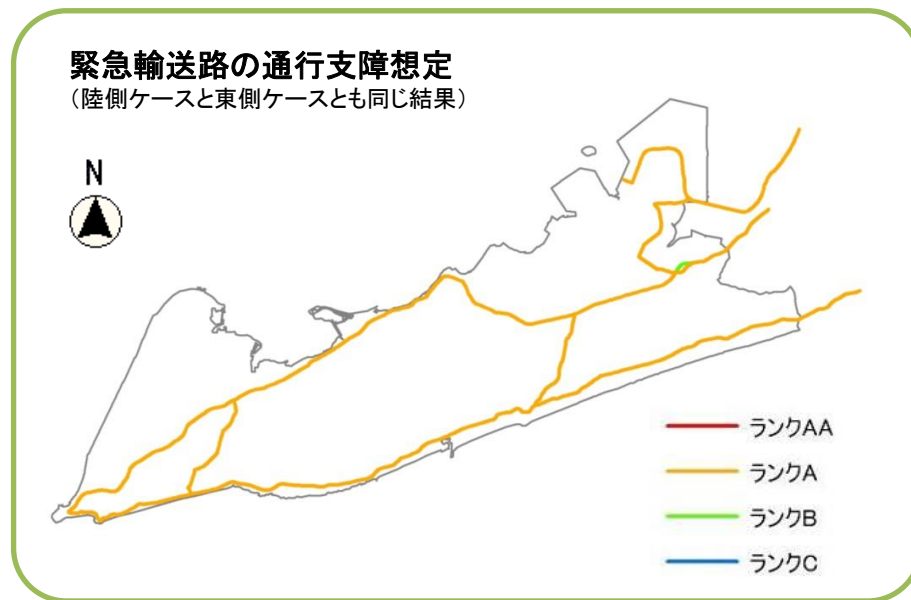 緊急輸送路の通行支障想定
（陸側ケースと東側ケースとも同じ結果）
N
ランクAA
ランクA
ランクB
ランクC